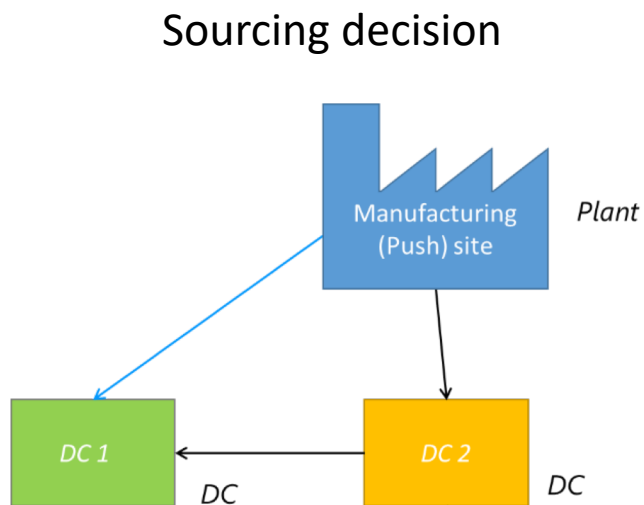 Sourcing decision
Manufacturing
(Push) site
Plant
DC 1
DC
DC 2
DC